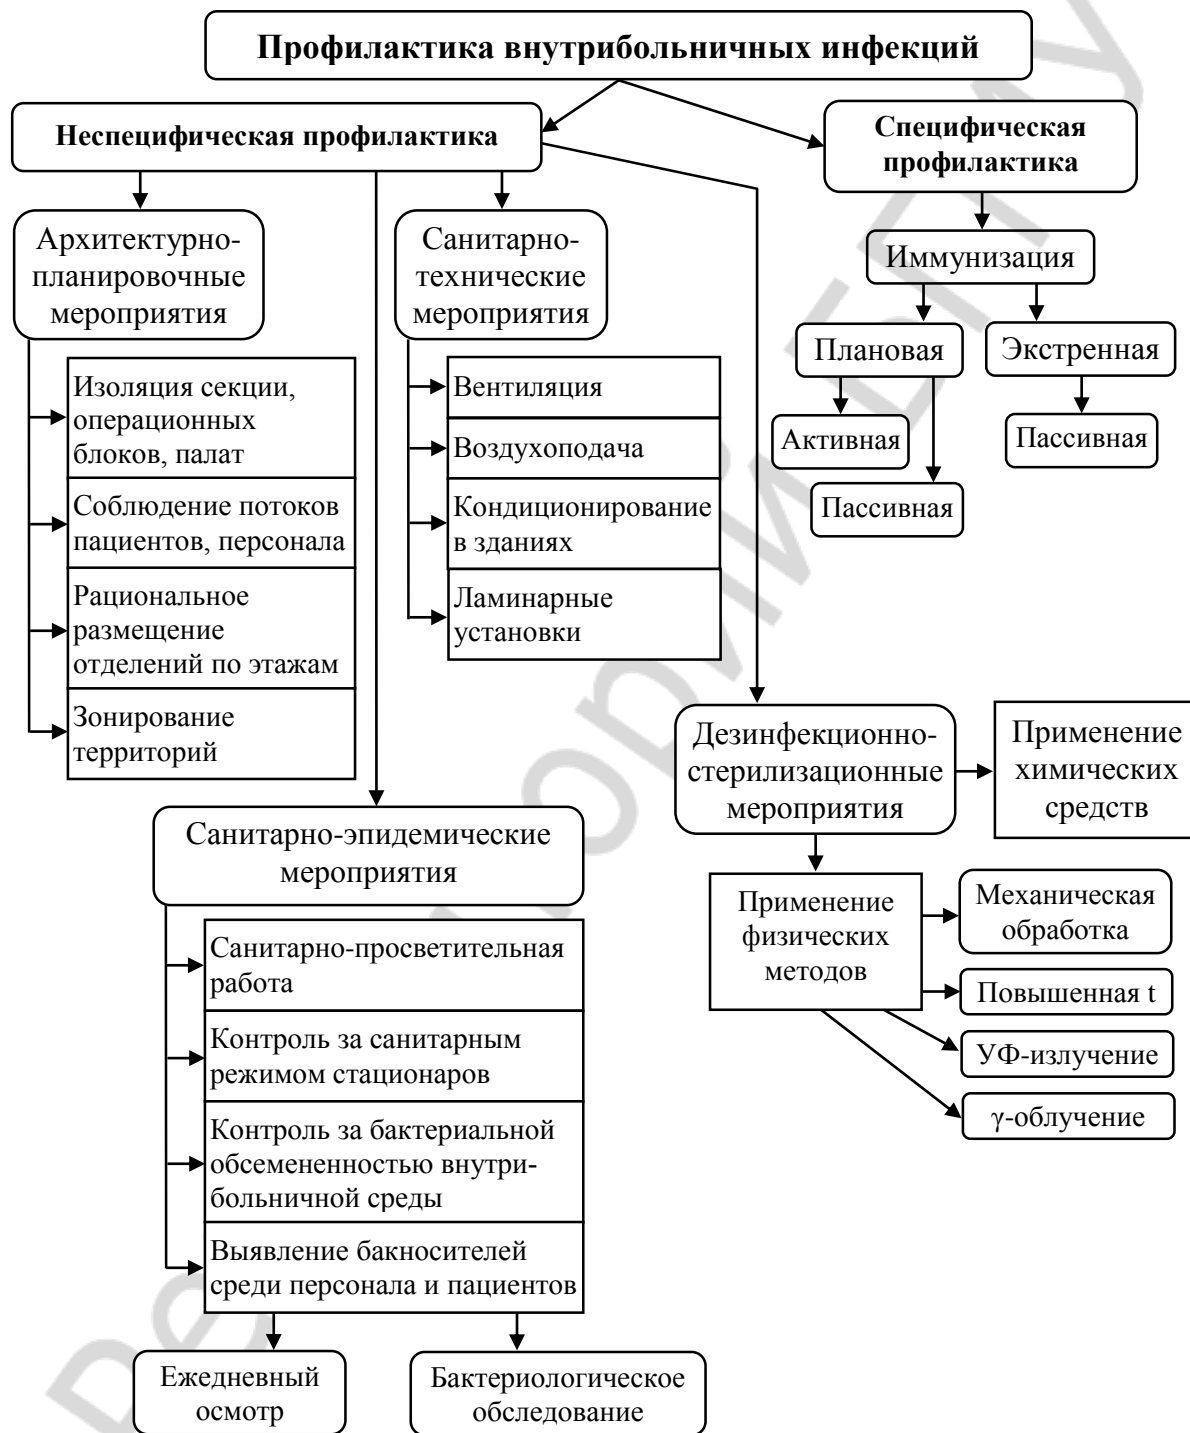 Профилактика внутрибольничных инфекций
Неспецифическая профилактика
Специфическая
профилактика
Архитектурно-
планировочные
мероприятия
Санитарно-
технические
мероприятия
Иммунизация
Плановая
Экстренная
Активная
Пассивная
Пассивная
Изоляция секции,
операционных
блоков, палат
Соблюдение потоков
пациентов, персонала
Рациональное
размещение
отделений по этажам
Зонирование
территорий
Вентиляция
Воздухоподача
Кондиционирование
в зданиях
Ламинарные
установки
Дезинфекционно-
стерилизационные
мероприятия
Применение
химических
средств
Применение
физических
методов
Механическая
обработка
Повышенная t
УФ-излучение
γ-облучение
Санитарно-эпидемические
мероприятия
Санитарно-просветительная
работа
Контроль за санитарным
режимом стационаров
Контроль за бактериальной
обсемененностью внутри-
больничной среды
Выявление бакносителей
среди персонала и пациентов
Ежедневный
осмотр
Бактериологическое
обследование